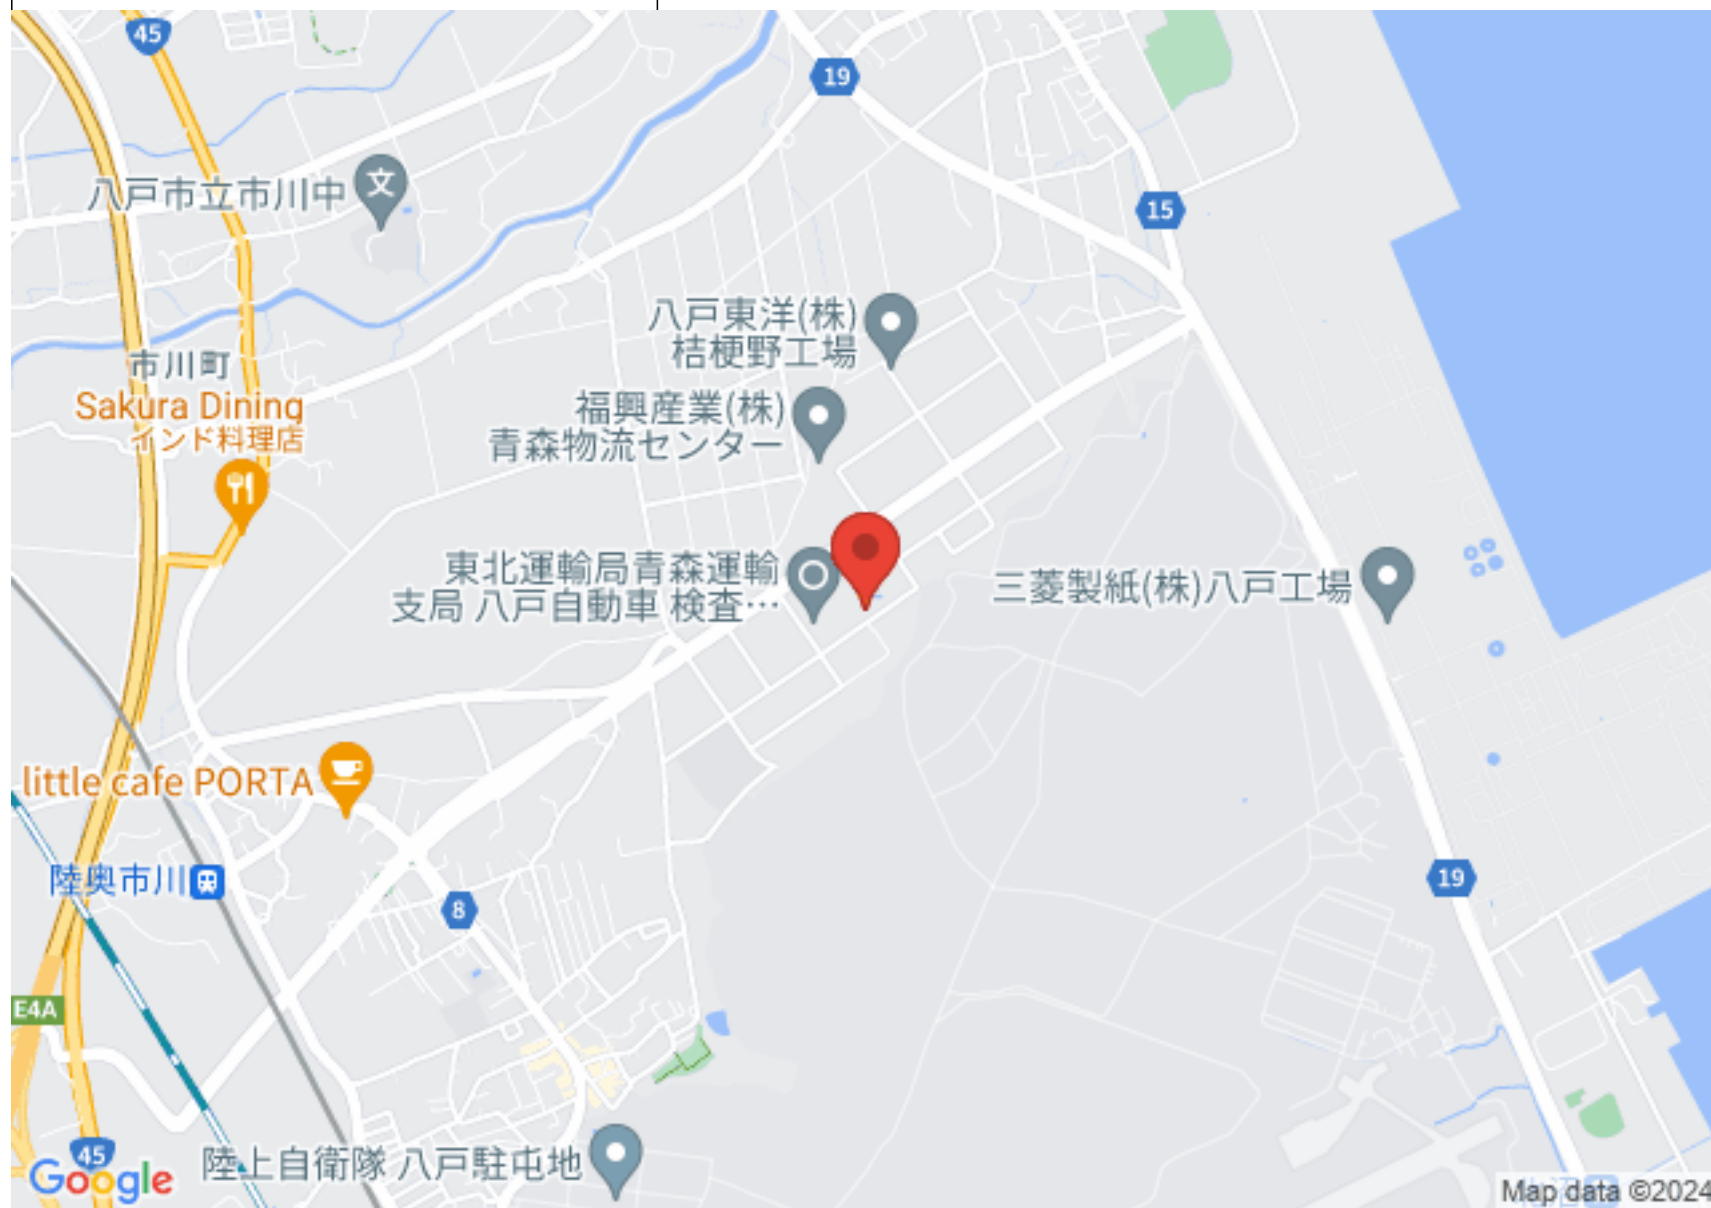 45
19
八戸市立市川中
文
15
八戸東洋(株)
桔梗野工場
市川町
Sakura Dining
インド料理店
福興産業(株)
青森物流センター
東北運輸局青森運輸
支局 八戸自動車 検査…
三菱製紙(株)八戸工場
little cafe PORTA
陸奥市川
8
19
E4A
45
Google
陸上自衛隊 八戸駐屯地
Map data ©2024